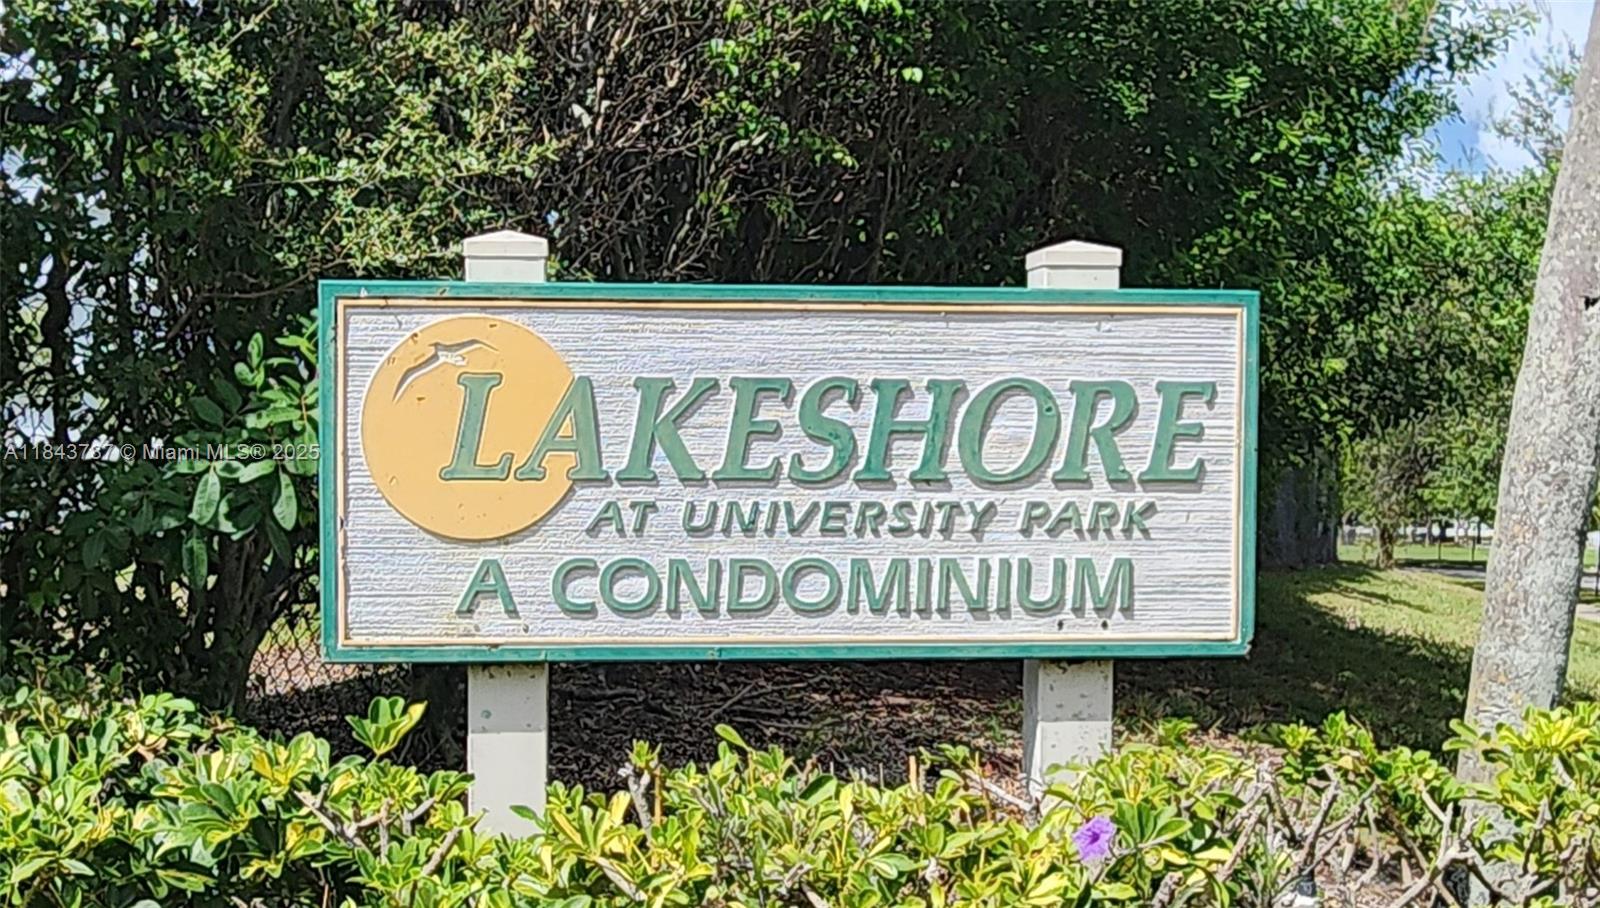 LAKESHORE
AT UNIVERSITY PARK
A CONDOMINIUM
A11843787 © Miami MLS® 2025